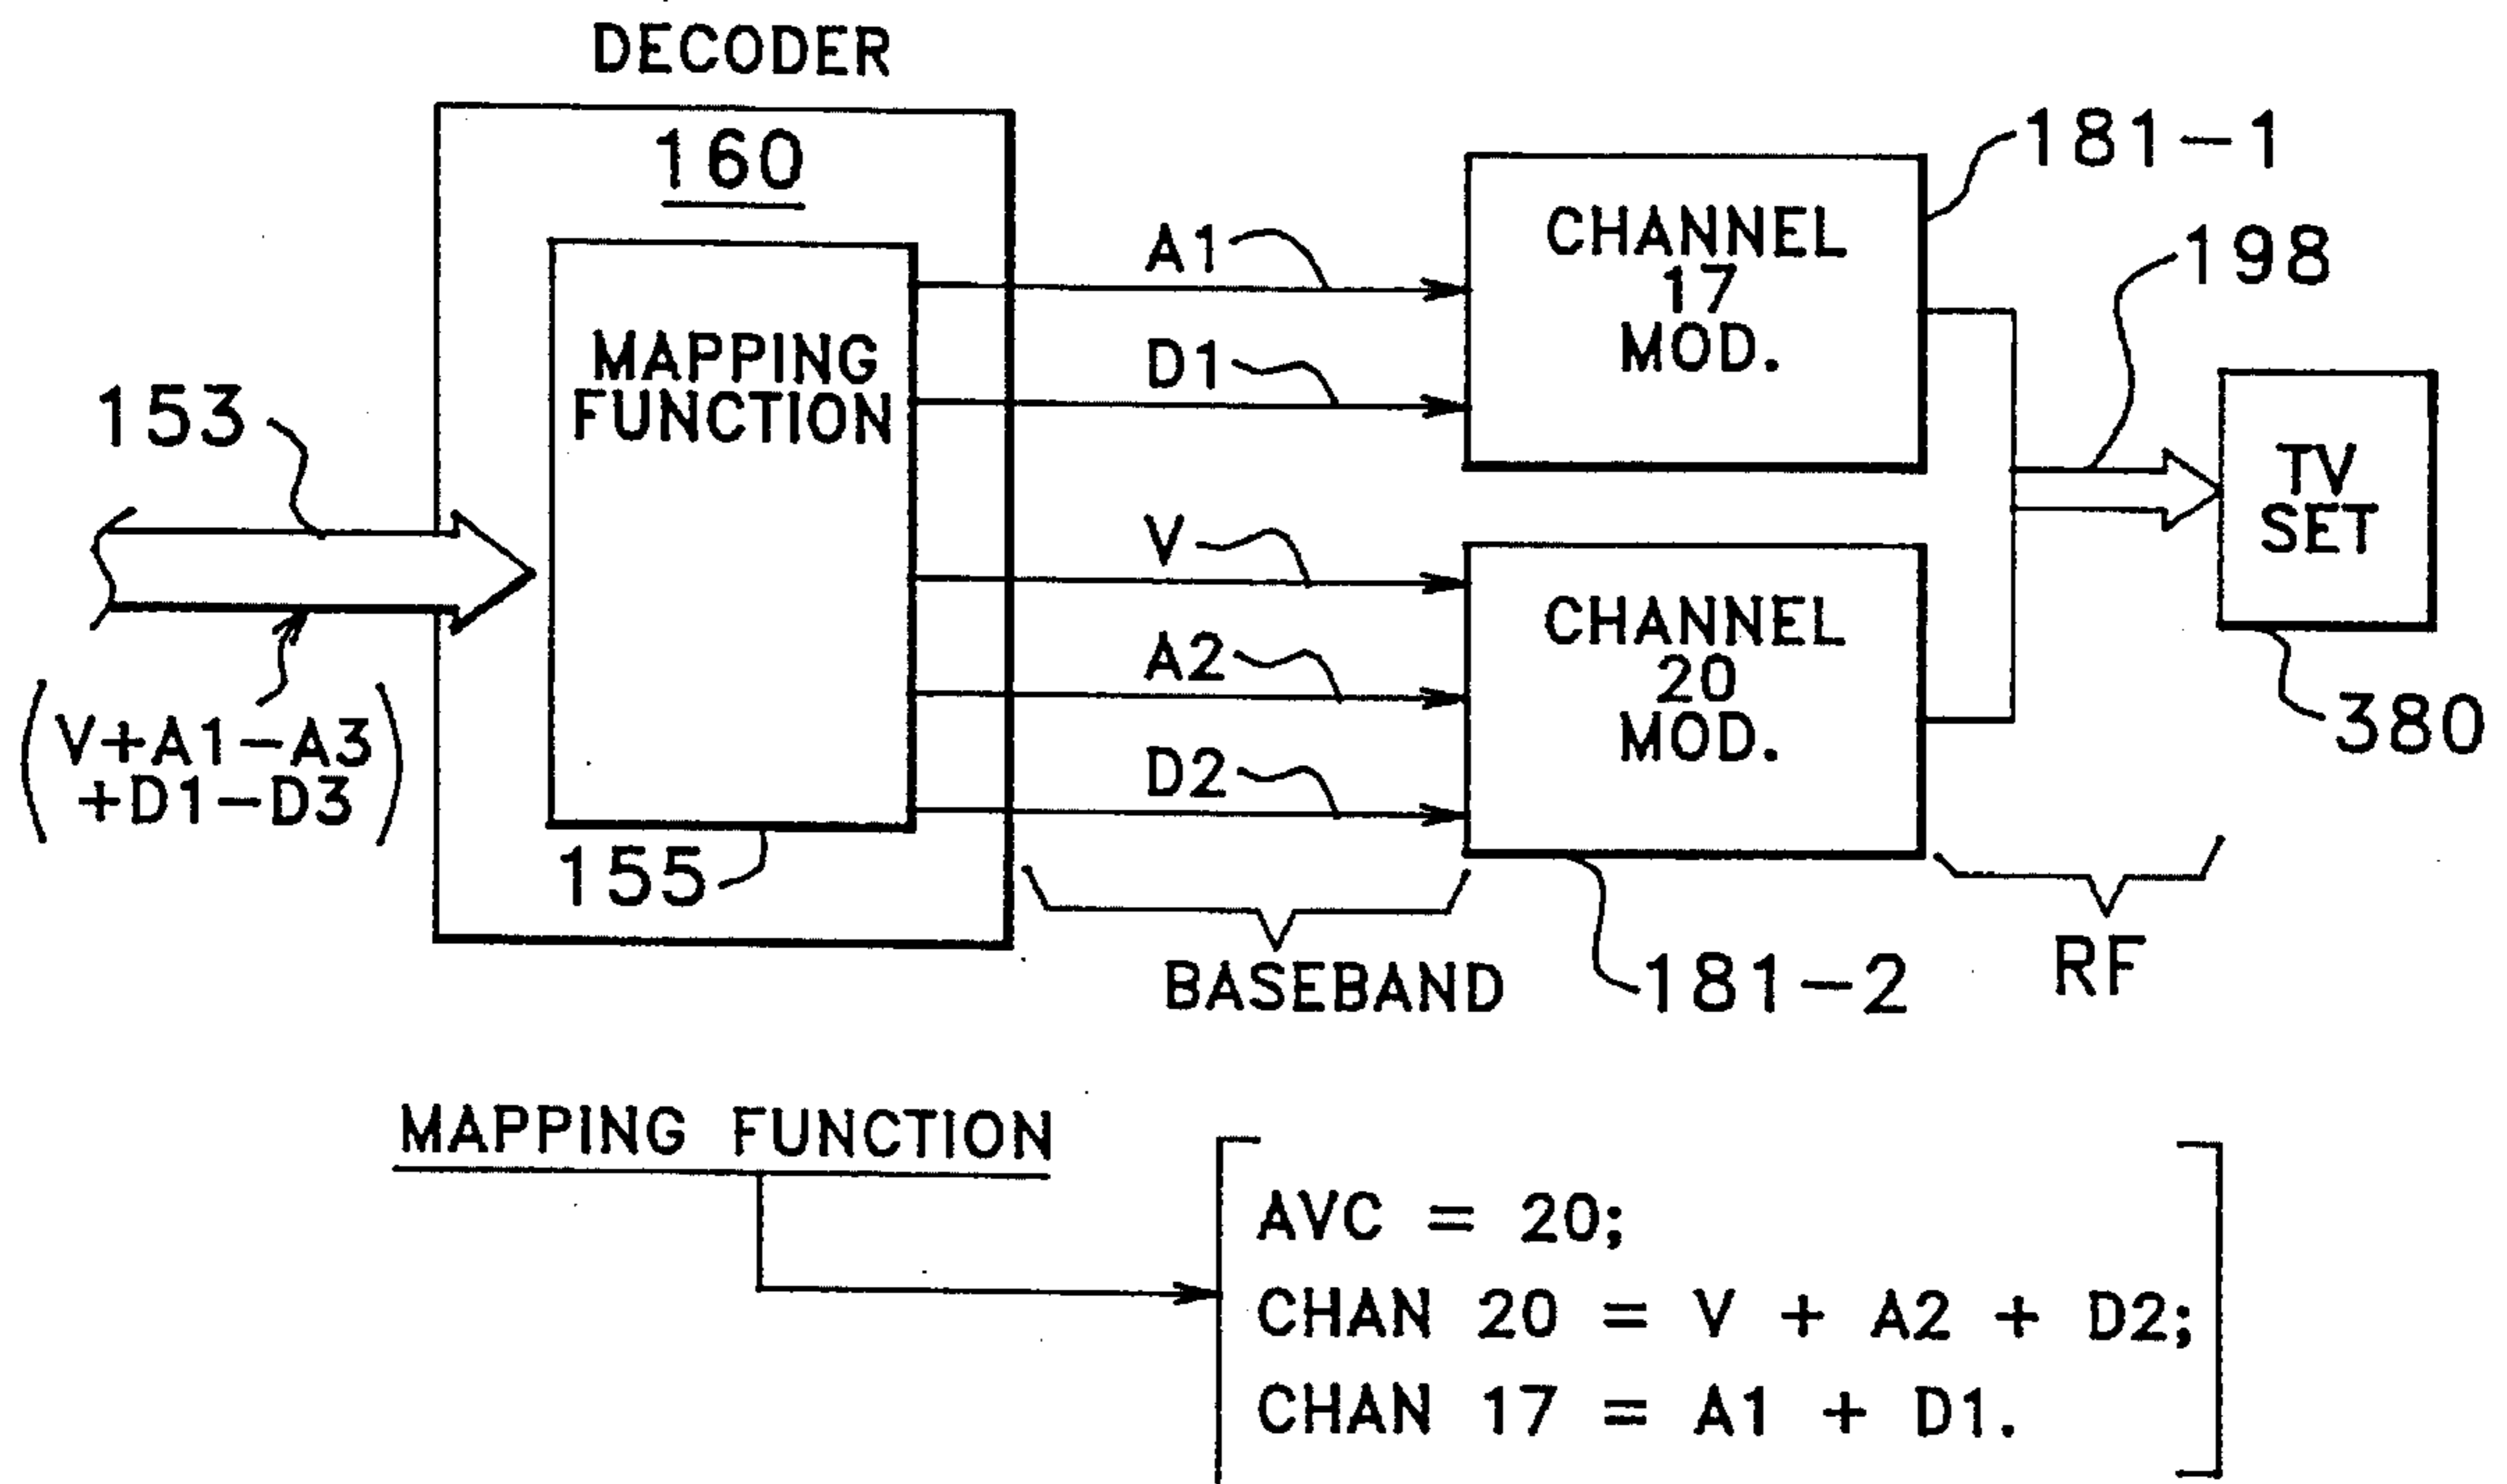 DECODER
160
MAPPING
FUNCTION
153
(V+A1-A3
+D1-D3)
155
A1
D1
V
A2
D2
BASEBAND
CHANNEL
17
MOD.
181-1
198
CHANNEL
20
MOD.
181-2
TV
SET
380
RF
MAPPING FUNCTION
AVC = 20;
CHAN 20 = V + A2 + D2;
CHAN 17 = A1 + D1.